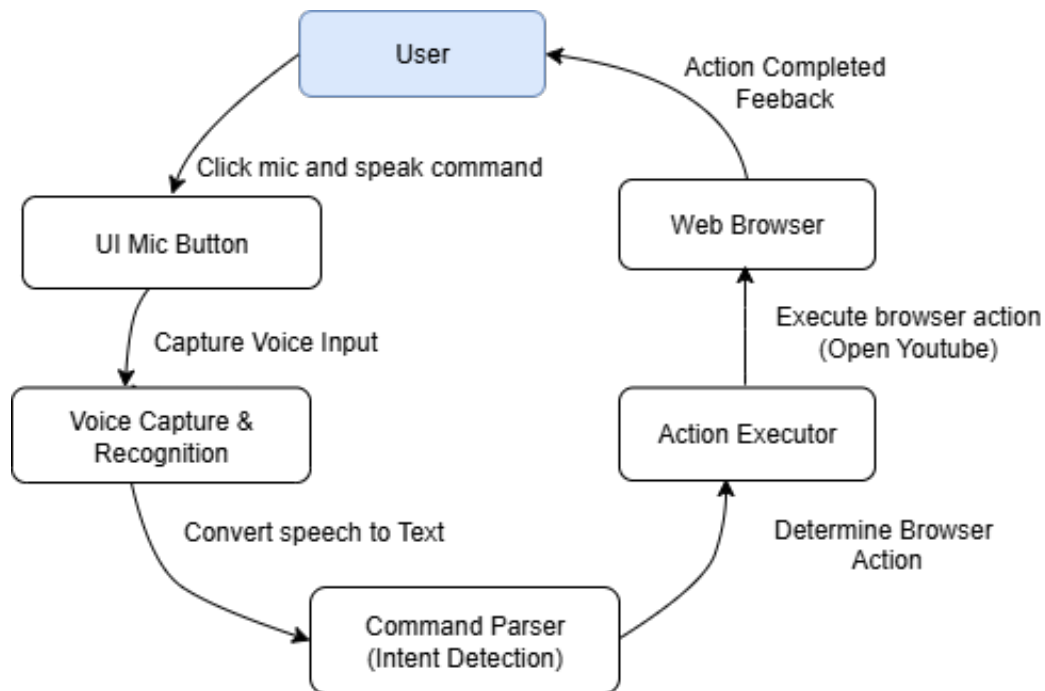 User
Action Completed
Feeback
Click mic and speak command
UI Mic Button
Web Browser
Capture Voice Input
Execute browser action
(Open Youtube)
Voice Capture &
Recognition
Action Executor
Convert speech to Text
Determine Browser
Action
Command Parser
(Intent Detection)